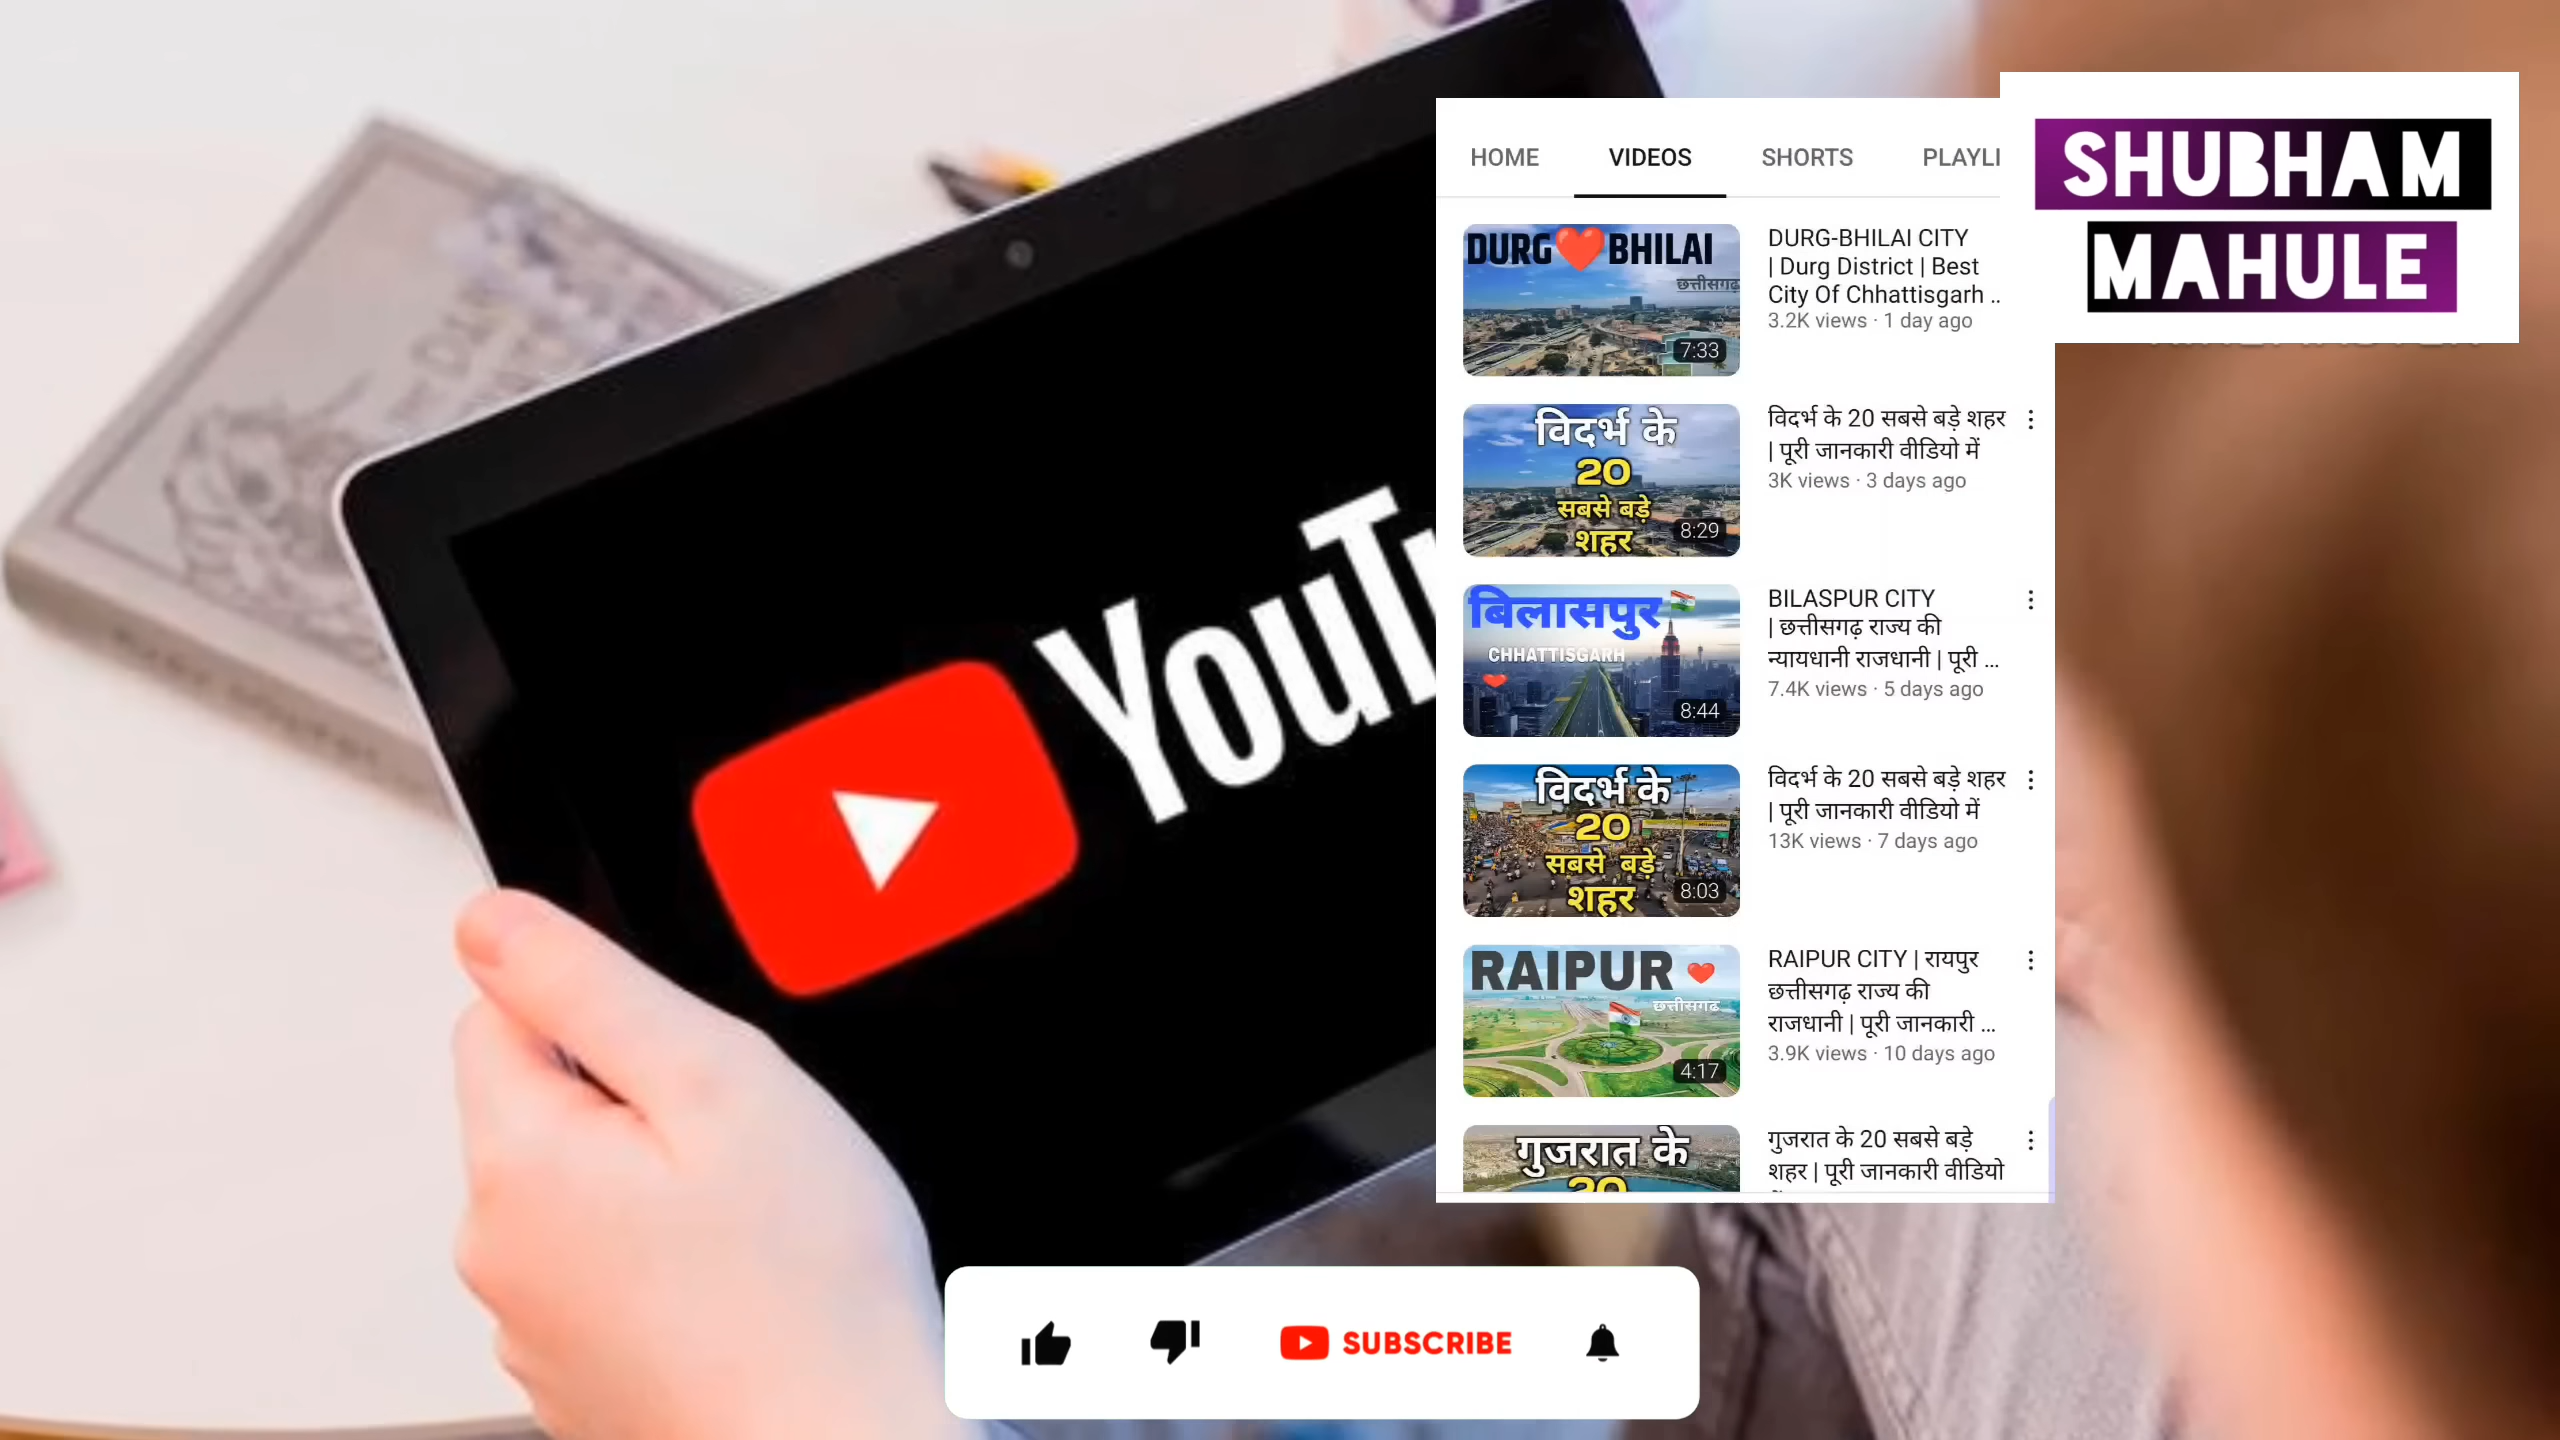 YouTu
HOME
VIDEOS
SHORTS
PLAYLI
SHUBHAM
MAHULE
DURG❤️BHILAI
छत्तीसगढ़
7:33
DURG-BHILAI CITY
| Durg District | Best
City Of Chhattisgarh ..
3.2K views · 1 day ago
विदर्भ के
20
सबसे बड़े
शहर
8:29
विदर्भ के 20 सबसे बड़े शहर
| पूरी जानकारी वीडियो में
3K views · 3 days ago
बिलासपुर
CHHATTISGARH
8:44
BILASPUR CITY
| छत्तीसगढ़ राज्य की
न्यायधानी राजधानी | पूरी ...
7.4K views · 5 days ago
विदर्भ के
20
सबसे बड़े
शहर
8:03
विदर्भ के 20 सबसे बड़े शहर
| पूरी जानकारी वीडियो में
13K views · 7 days ago
RAIPUR
छत्तीसगढ़
4:17
RAIPUR CITY | रायपुर
छत्तीसगढ़ राज्य की
राजधानी | पूरी जानकारी ...
3.9K views · 10 days ago
गुजरात के
20
गुजरात के 20 सबसे बड़े
शहर | पूरी जानकारी वीडियो
SUBSCRIBE